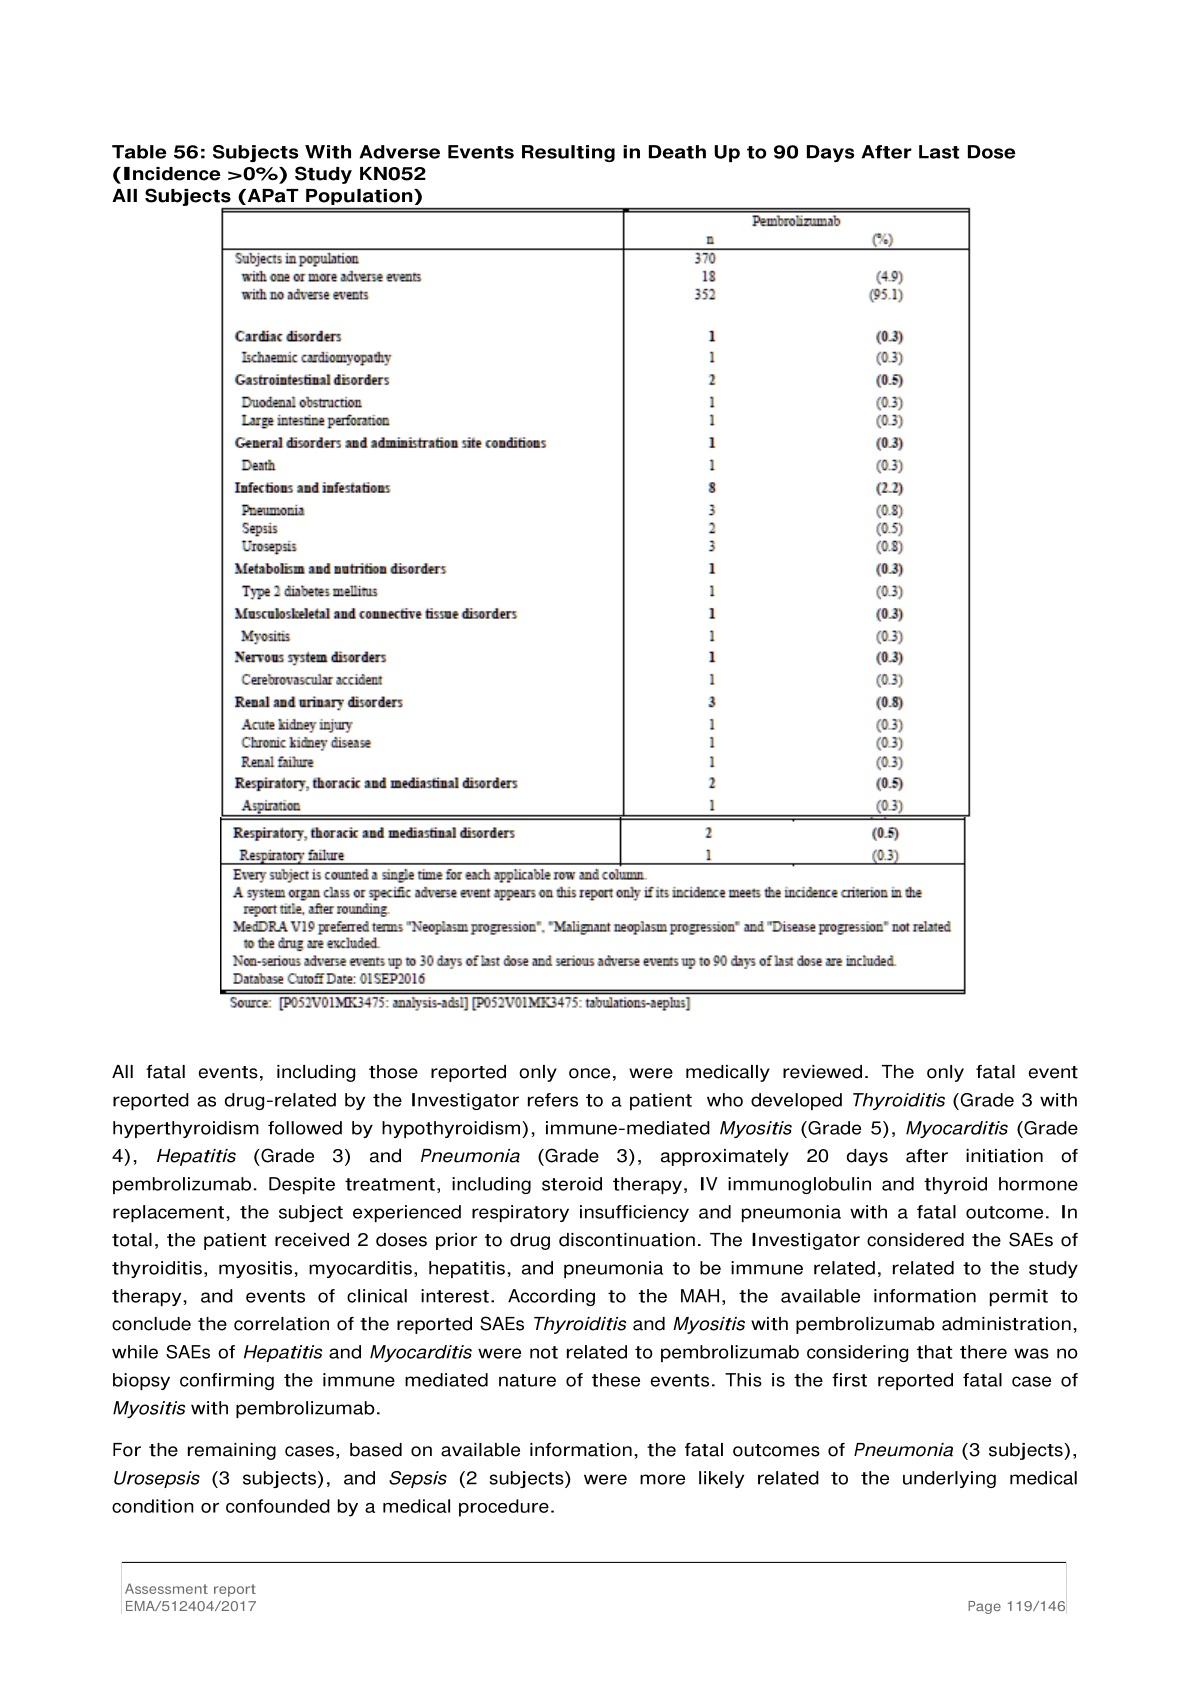 Table 56: Subjects With Adverse Events Resulting in Death Up to 90 Days After Last Dose
(Incidence >0%) Study KN052
All Subjects (APaT Population)
Pembrolizumab
n (%)
Subjects in population 370
with one or more adverse events 18 (4.9)
with no adverse events 352 (95.1)
Cardiac disorders 1 (0.3)
Ischaemic cardiomyopathy 1 (0.3)
Gastrointestinal disorders 2 (0.5)
Duodenal obstruction 1 (0.3)
Large intestine perforation 1 (0.3)
General disorders and administration site conditions 1 (0.3)
Death 1 (0.3)
Infections and infestations 8 (2.2)
Pneumonia 3 (0.8)
Sepsis 2 (0.5)
Urosepsis 3 (0.8)
Metabolism and nutrition disorders 1 (0.3)
Type 2 diabetes mellitus 1 (0.3)
Musculoskeletal and connective tissue disorders 1 (0.3)
Myositis 1 (0.3)
Nervous system disorders 1 (0.3)
Cerebrovascular accident 1 (0.3)
Renal and urinary disorders 3 (0.8)
Acute kidney injury 1 (0.3)
Chronic kidney disease 1 (0.3)
Renal failure 1 (0.3)
Respiratory, thoracic and mediastinal disorders 2 (0.5)
Aspiration 1 (0.3)
Respiratory, thoracic and mediastinal disorders 2 (0.5)
Respiratory failure 1 (0.3)
Every subject is counted a single time for each applicable row and column.
A system organ class or specific adverse event appears on this report only if its incidence meets the incidence criterion in the
report title, after rounding.
MedDRA V19 preferred terms "Neoplasm progression", "Malignant neoplasm progression" and "Disease progression" not related
to the drug are excluded.
Non-serious adverse events up to 30 days of last dose and serious adverse events up to 90 days of last dose are included.
Database Cutoff Date: 01SEP2016
Source: [P052V01MK3475: analysis-adsl] [P052V01MK3475: tabulations-aeplus]
All fatal events, including those reported only once, were medically reviewed. The only fatal event
reported as drug-related by the Investigator refers to a patient who developed Thyroiditis (Grade 3 with
hyperthyroidism followed by hypothyroidism), immune-mediated Myositis (Grade 5), Myocarditis (Grade
4), Hepatitis (Grade 3) and Pneumonia (Grade 3), approximately 20 days after initiation of
pembrolizumab. Despite treatment, including steroid therapy, IV immunoglobulin and thyroid hormone
replacement, the subject experienced respiratory insufficiency and pneumonia with a fatal outcome. In
total, the patient received 2 doses prior to drug discontinuation. The Investigator considered the SAEs of
thyroiditis, myositis, myocarditis, hepatitis, and pneumonia to be immune related, related to the study
therapy, and events of clinical interest. According to the MAH, the available information permit to
conclude the correlation of the reported SAEs Thyroiditis and Myositis with pembrolizumab administration,
while SAEs of Hepatitis and Myocarditis were not related to pembrolizumab considering that there was no
biopsy confirming the immune mediated nature of these events. This is the first reported fatal case of
Myositis with pembrolizumab.
For the remaining cases, based on available information, the fatal outcomes of Pneumonia (3 subjects),
Urosepsis (3 subjects), and Sepsis (2 subjects) were more likely related to the underlying medical
condition or confounded by a medical procedure.
Assessment report
EMA/512404/2017 Page 119/146